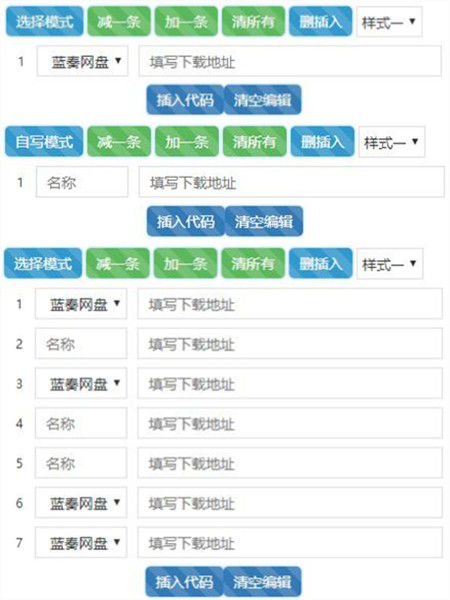 选择模式 减一条 加一条 清所有 删插入 样式一
1 蓝奏网盘 填写下载地址
插入代码 清空编辑
自写模式 减一条 加一条 清所有 删插入 样式一
1 名称 填写下载地址
插入代码 清空编辑
选择模式 减一条 加一条 清所有 删插入 样式一
1 蓝奏网盘 填写下载地址
2 名称 填写下载地址
3 蓝奏网盘 填写下载地址
4 名称 填写下载地址
5 名称 填写下载地址
6 蓝奏网盘 填写下载地址
7 蓝奏网盘 填写下载地址
插入代码 清空编辑